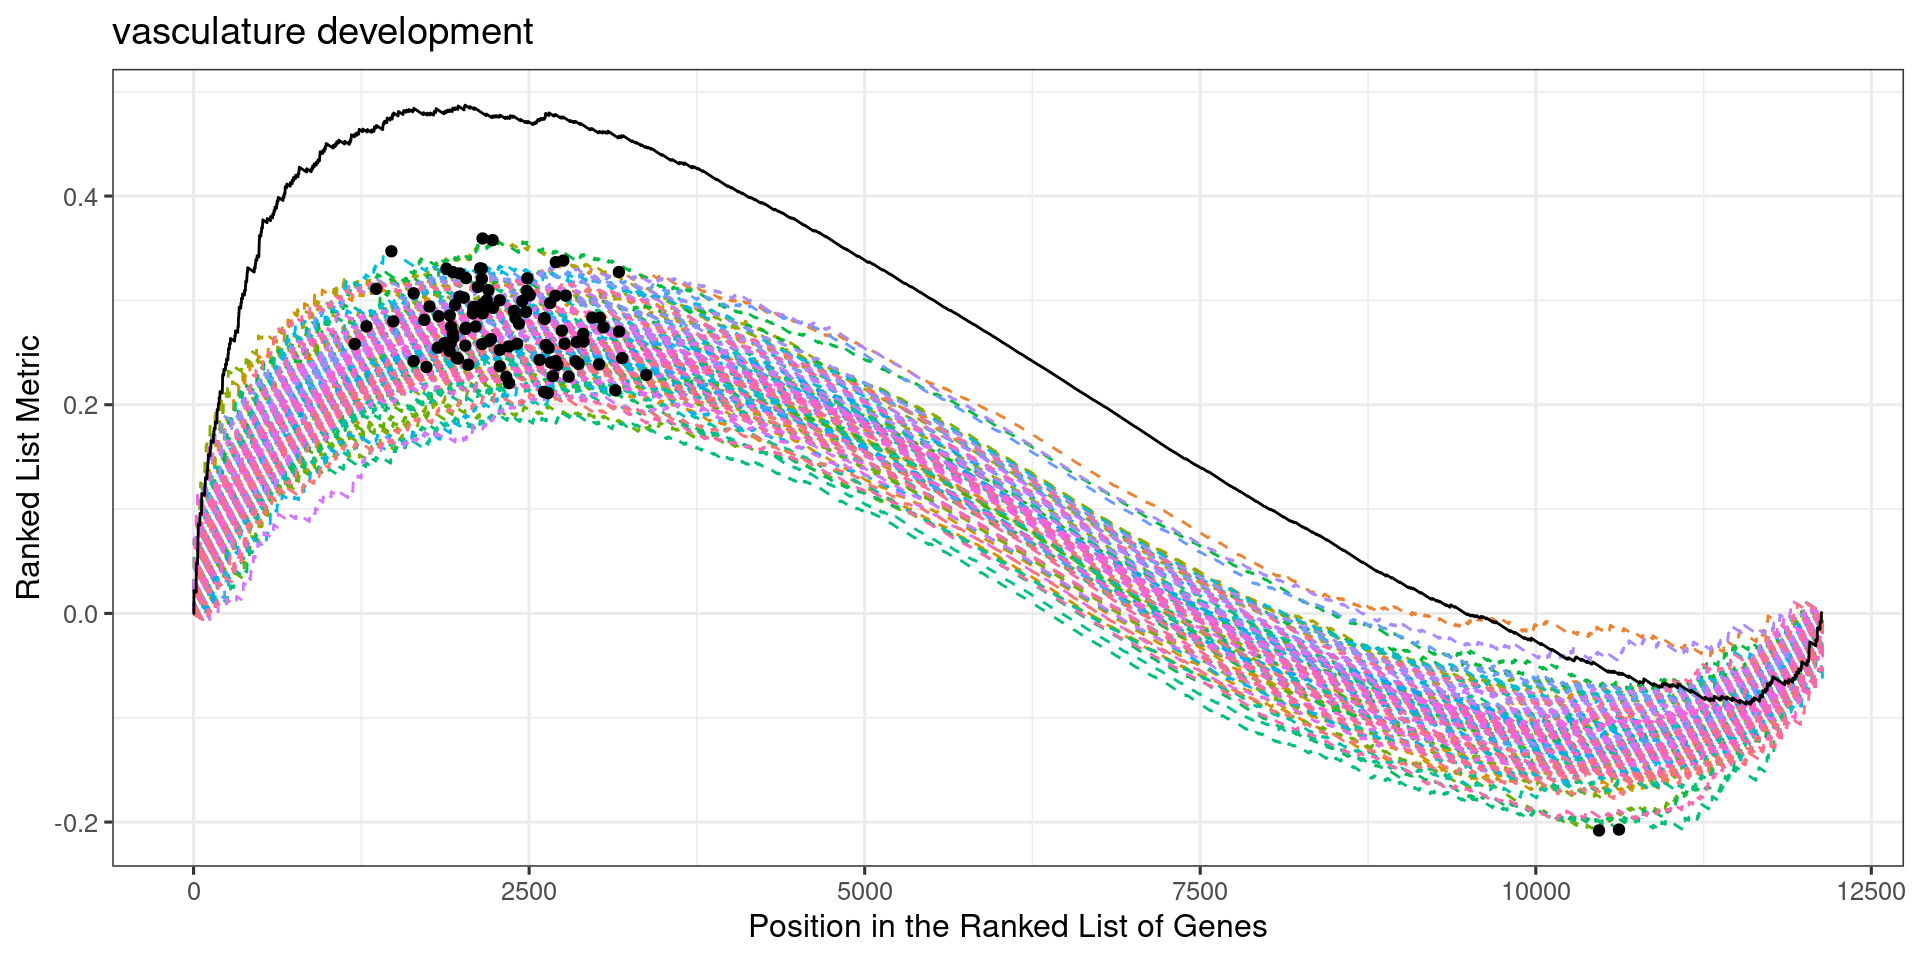 vasculature development
Ranked List Metric
0.4
0.2
0.0
-0.2
0 2500 5000 7500 10000 12500
Position in the Ranked List of Genes